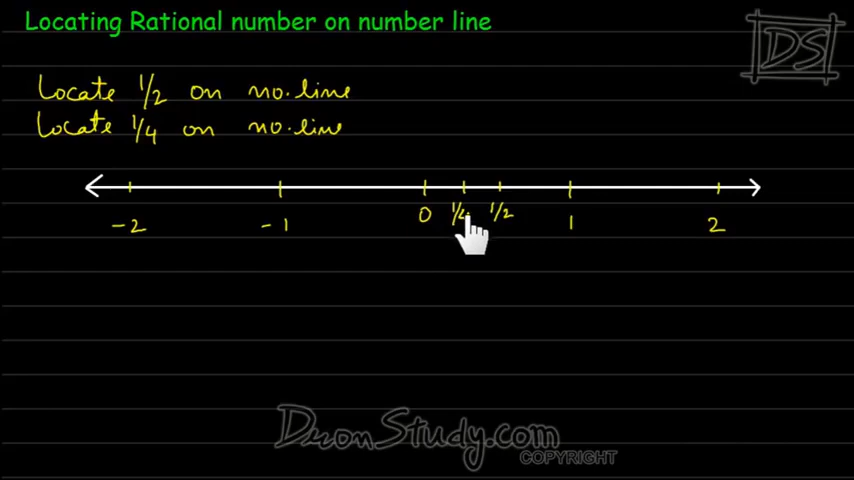 Locating Rational number on number line
DS
Locate 1/2 on no.line
Locate 1/4 on no.line
0 1/4 1/2
-2 -1 1 2
DronStudy.com
COPYRIGHT